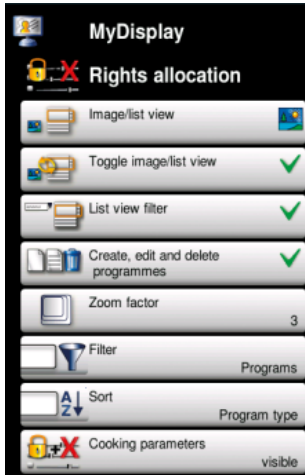 MyDisplay
Rights allocation
Image/list view
Toggle image/list view
List view filter
Create, edit and delete
programmes
Zoom factor
3
Filter
Programs
A
Z
Sort
Program type
Cooking parameters
visible